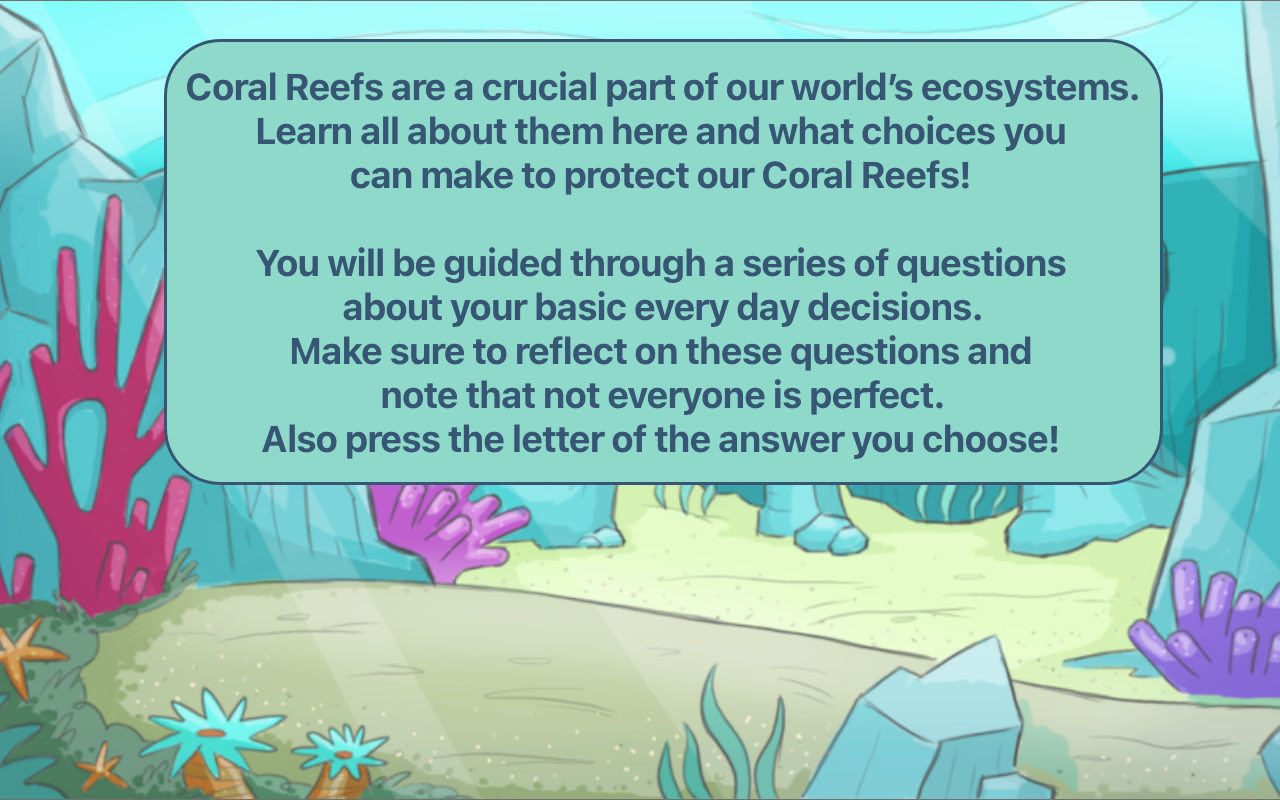 Coral Reefs are a crucial part of our world’s ecosystems.
Learn all about them here and what choices you
can make to protect our Coral Reefs!
You will be guided through a series of questions
about your basic every day decisions.
Make sure to reflect on these questions and
note that not everyone is perfect.
Also press the letter of the answer you choose!